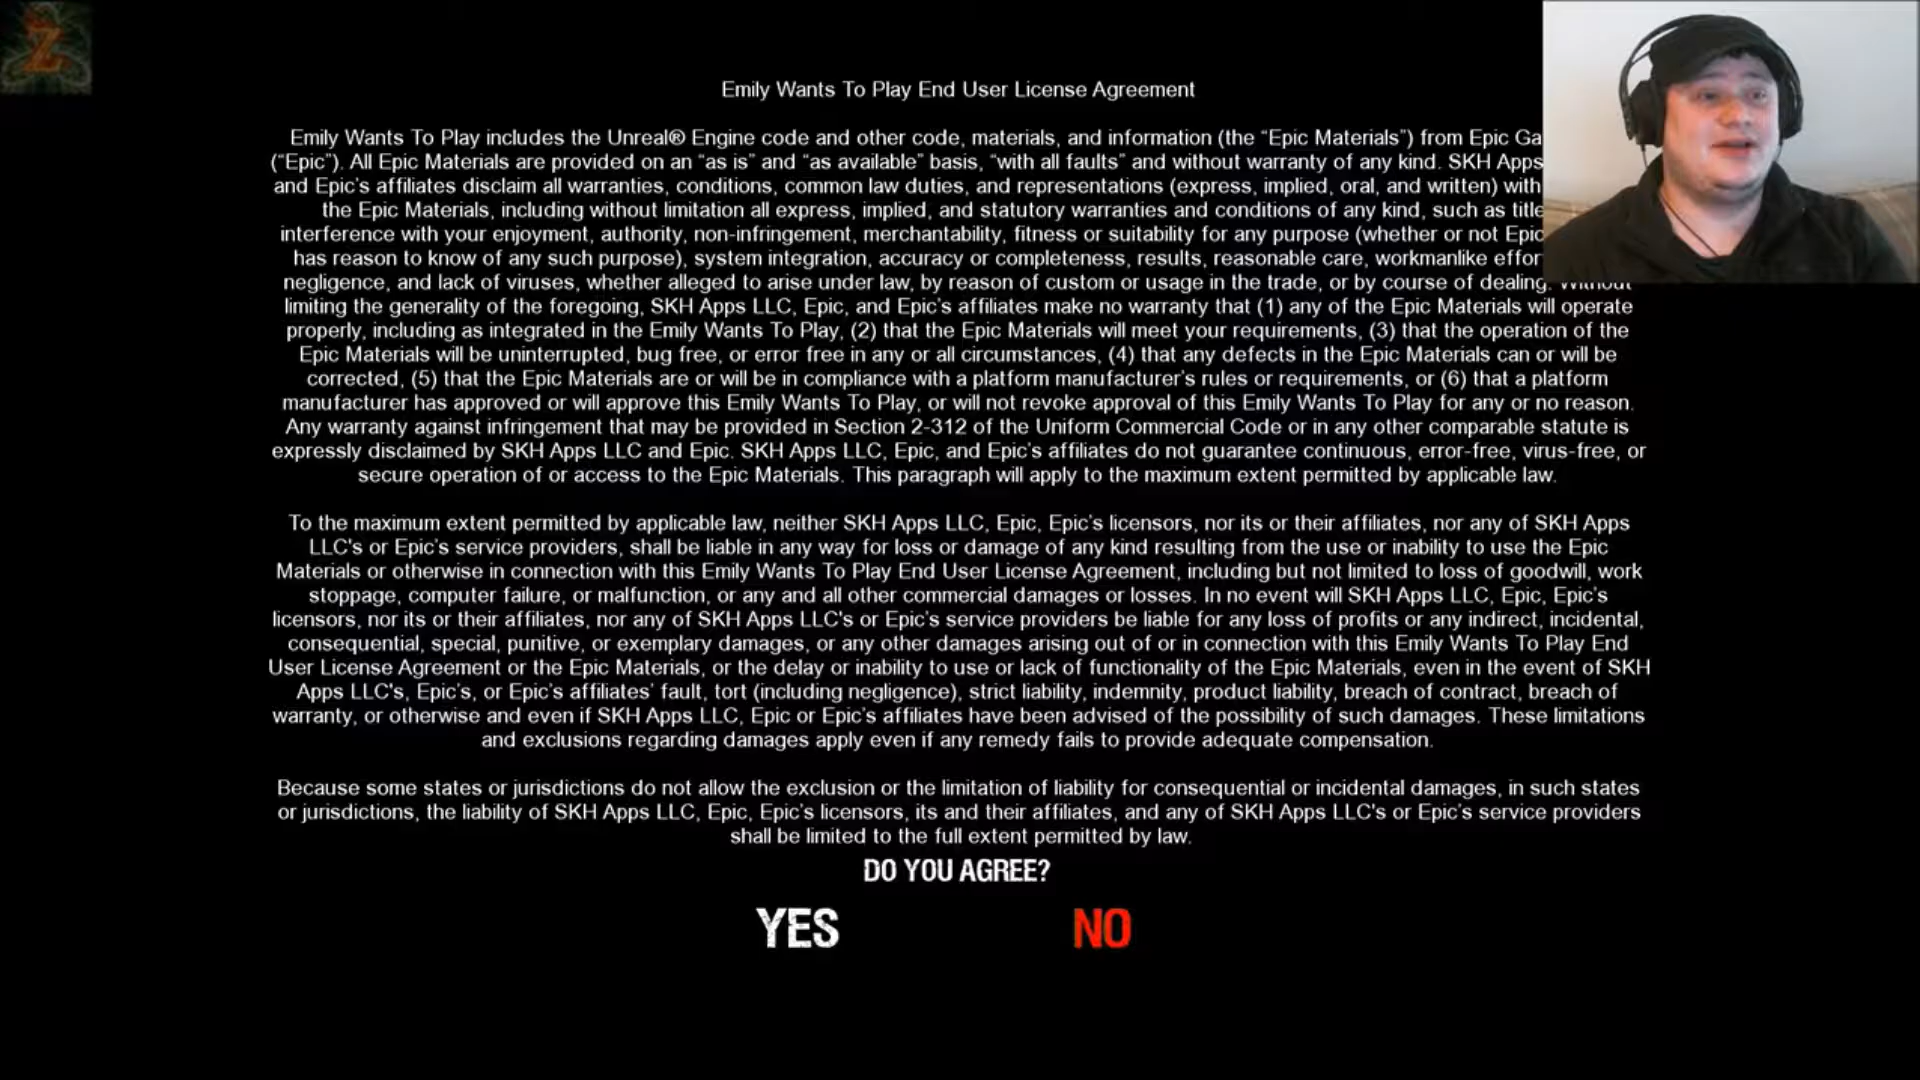 Z
Emily Wants To Play End User License Agreement
Emily Wants To Play includes the Unreal® Engine code and other code, materials, and information (the “Epic Materials”) from Epic
(“Epic”). All Epic Materials are provided on an “as is” and “as available” basis, “with all faults” and without warranty of any kind. SKH Apps
and Epic’s affiliates disclaim all warranties, conditions, common law duties, and representations (express, implied, oral, and written) with
the Epic Materials, including without limitation all express, implied, and statutory warranties and conditions of any kind, such as title
interference with your enjoyment, authority, non-infringement, merchantability, fitness or suitability for any purpose (whether or not Epic
has reason to know of any such purpose), system integration, accuracy or completeness, results, reasonable care, workmanlike
negligence, and lack of viruses, whether alleged to arise under law, by reason of custom or usage in the trade, or by course of dealing. Without
limiting the generality of the foregoing, SKH Apps LLC, Epic, and Epic’s affiliates make no warranty that (1) any of the Epic Materials will operate
properly, including as integrated in the Emily Wants To Play, (2) that the Epic Materials will meet your requirements, (3) that the operation of the
Epic Materials will be uninterrupted, bug free, or error free in any or all circumstances, (4) that any defects in the Epic Materials can or will be
corrected, (5) that the Epic Materials are or will be in compliance with a platform manufacturer’s rules or requirements, or (6) that a platform
manufacturer has approved or will approve this Emily Wants To Play, or will not revoke approval of this Emily Wants To Play for any or no reason.
Any warranty against infringement that may be provided in Section 2-312 of the Uniform Commercial Code or in any other comparable statute is
expressly disclaimed by SKH Apps LLC and Epic. SKH Apps LLC, Epic, and Epic’s affiliates do not guarantee continuous, error-free, virus-free, or
secure operation of or access to the Epic Materials. This paragraph will apply to the maximum extent permitted by applicable law.
To the maximum extent permitted by applicable law, neither SKH Apps LLC, Epic, Epic’s licensors, nor its or their affiliates, nor any of SKH Apps
LLC's or Epic’s service providers, shall be liable in any way for loss or damage of any kind resulting from the use or inability to use the Epic
Materials or otherwise in connection with this Emily Wants To Play End User License Agreement, including but not limited to loss of goodwill, work
stoppage, computer failure, or malfunction, or any and all other commercial damages or losses. In no event will SKH Apps LLC, Epic, Epic’s
licensors, nor its or their affiliates, nor any of SKH Apps LLC's or Epic’s service providers be liable for any loss of profits or any indirect, incidental,
consequential, special, punitive, or exemplary damages, or any other damages arising out of or in connection with this Emily Wants To Play End
User License Agreement or the Epic Materials, or the delay or inability to use or lack of functionality of the Epic Materials, even in the event of SKH
Apps LLC's, Epic’s, or Epic’s affiliates’ fault, tort (including negligence), strict liability, indemnity, product liability, breach of contract, breach of
warranty, or otherwise and even if SKH Apps LLC, Epic or Epic’s affiliates have been advised of the possibility of such damages. These limitations
and exclusions regarding damages apply even if any remedy fails to provide adequate compensation.
Because some states or jurisdictions do not allow the exclusion or the limitation of liability for consequential or incidental damages, in such states
or jurisdictions, the liability of SKH Apps LLC, Epic, Epic’s licensors, its and their affiliates, and any of SKH Apps LLC's or Epic’s service providers
shall be limited to the full extent permitted by law.
DO YOU AGREE?
YES NO